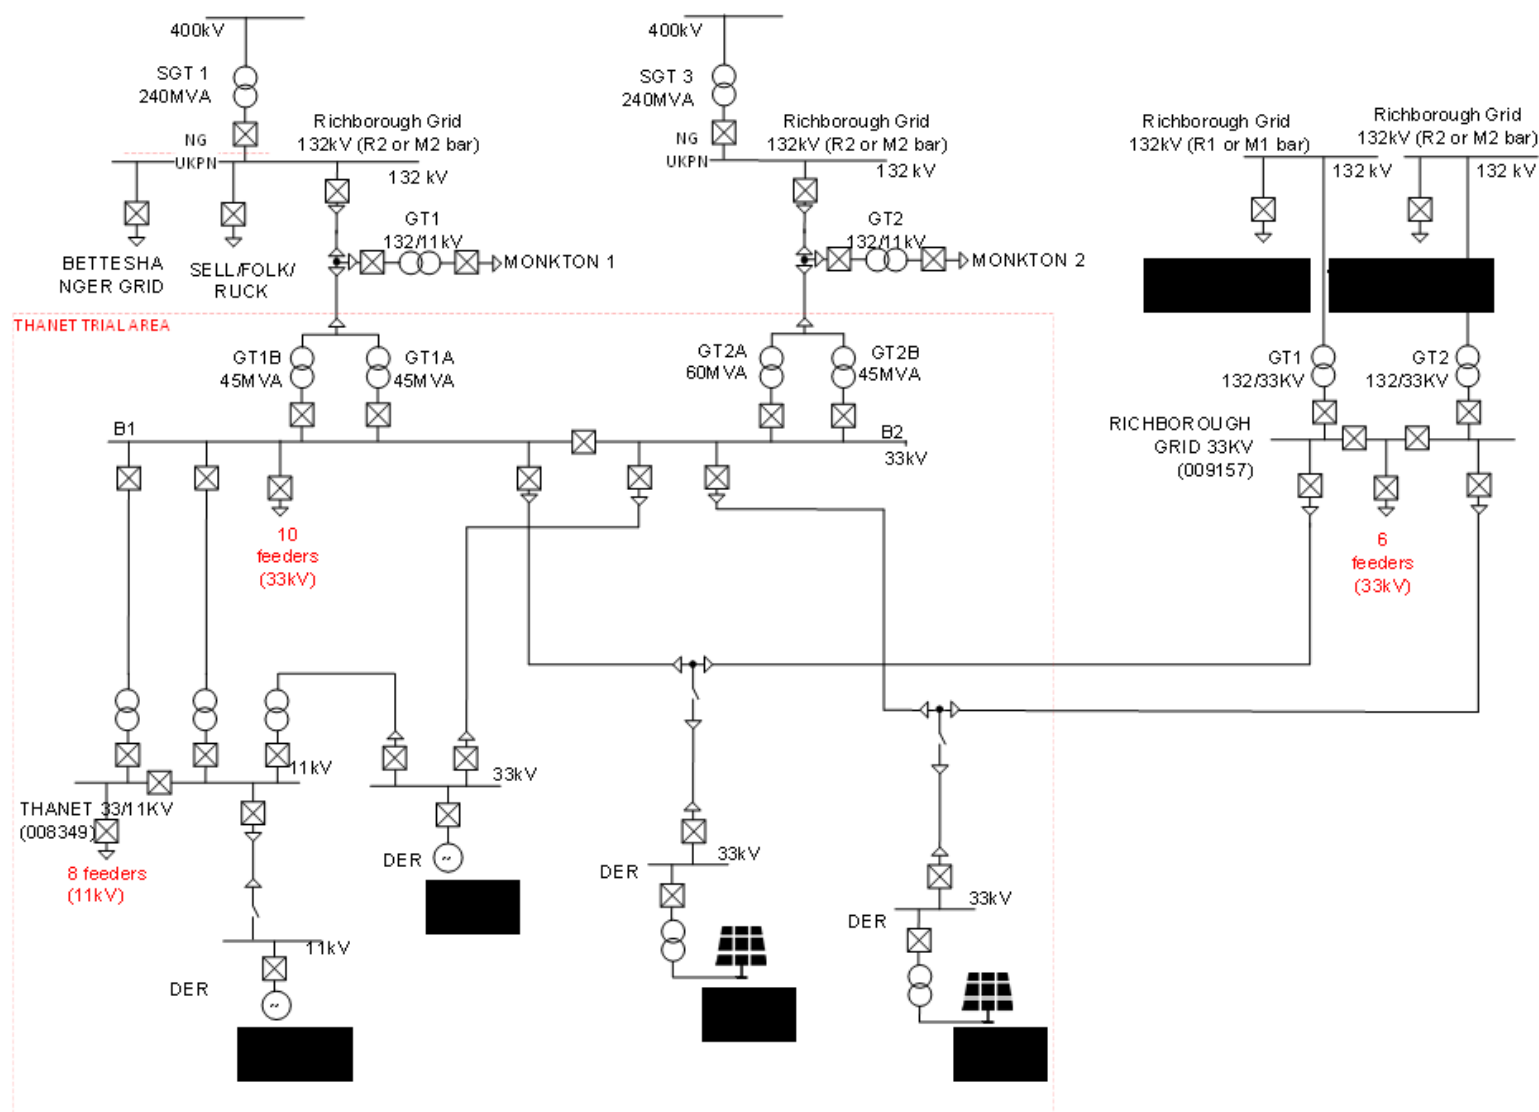 400kV
SGT 1
240MVA
NG
UKPN
Richborough Grid
132kV (R2 or M2 bar)
132 kV
GT1
132/11kV
MONKTON 1
BETTESHA
NGER GRID
SELL/FOLK/
RUCK
400kV
SGT 3
240MVA
NG
UKPN
Richborough Grid
132kV (R2 or M2 bar)
132 kV
GT2
132/11kV
MONKTON 2
Richborough Grid
132kV (R1 or M1 bar)
132 kV
Richborough Grid
132kV (R2 or M2 bar)
132 kV
THANET TRIAL AREA
GT1B
45MVA
GT1A
45MVA
GT2A
60MVA
GT2B
45MVA
GT1
132/33KV
GT2
132/33KV
B1
B2
33kV
RICHBOROUGH
GRID 33KV
(009157)
10
feeders
(33kV)
6
feeders
(33kV)
11kV
33kV
THANET 33/11KV
(008349)
8 feeders
(11kV)
DER
33kV
DER
33kV
DER
11kV
DER
~
~